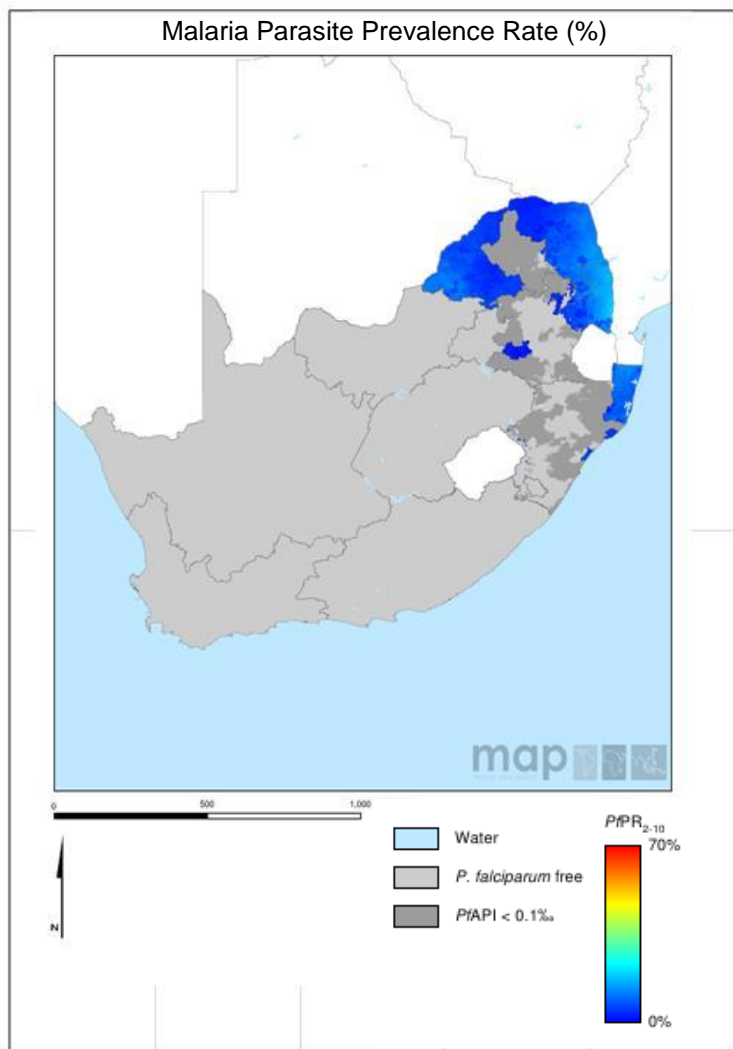 Malaria Parasite Prevalence Rate (%)
map
0 500 1,000
N
Water
P. falciparum free
PfAPI < 0.1‰
PfPR2-10
70%
0%